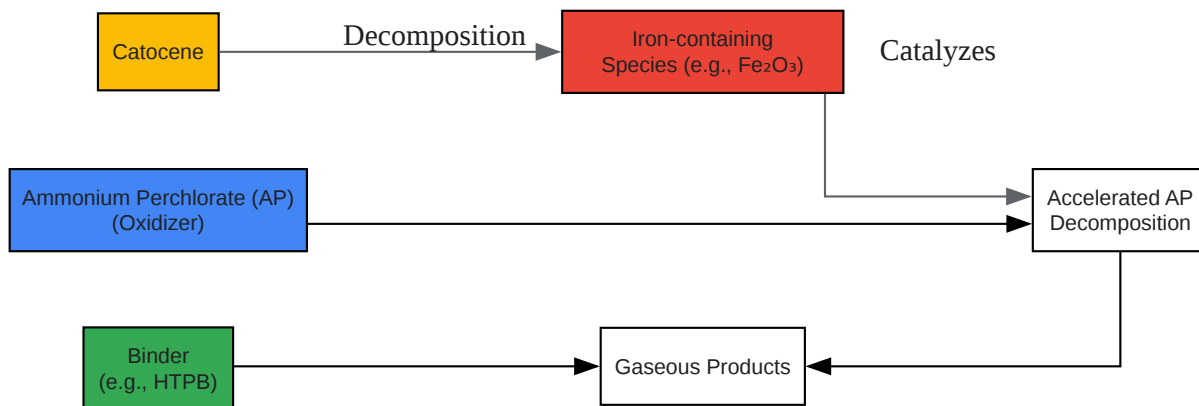 Catocene
Decomposition
Iron-containing
Species (e.g., Fe₂O₃)
Catalyzes
Ammonium Perchlorate (AP)
(Oxidizer)
Accelerated AP
Decomposition
Binder
(e.g., HTPB)
Gaseous Products